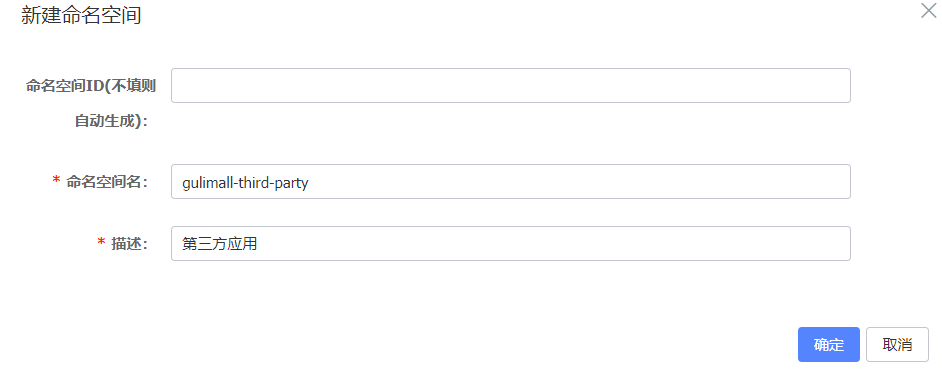 新建命名空间
命名空间ID(不填则
自动生成)：
* 命名空间名：
gulimall-third-party
* 描述：
第三方应用
确定
取消